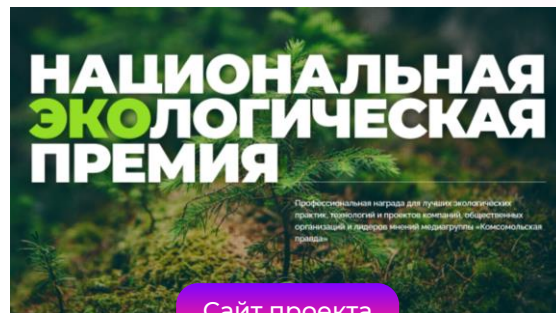 НАЦИОНАЛЬНАЯ
ЭКОЛОГИЧЕСКАЯ
ПРЕМИЯ
Профессиональная награда для лучших экологических
практик, технологий и проектов компаний, общественных
организаций и лидеров мнений медиагруппы «Комсомольская
правда»
Сайт проекта